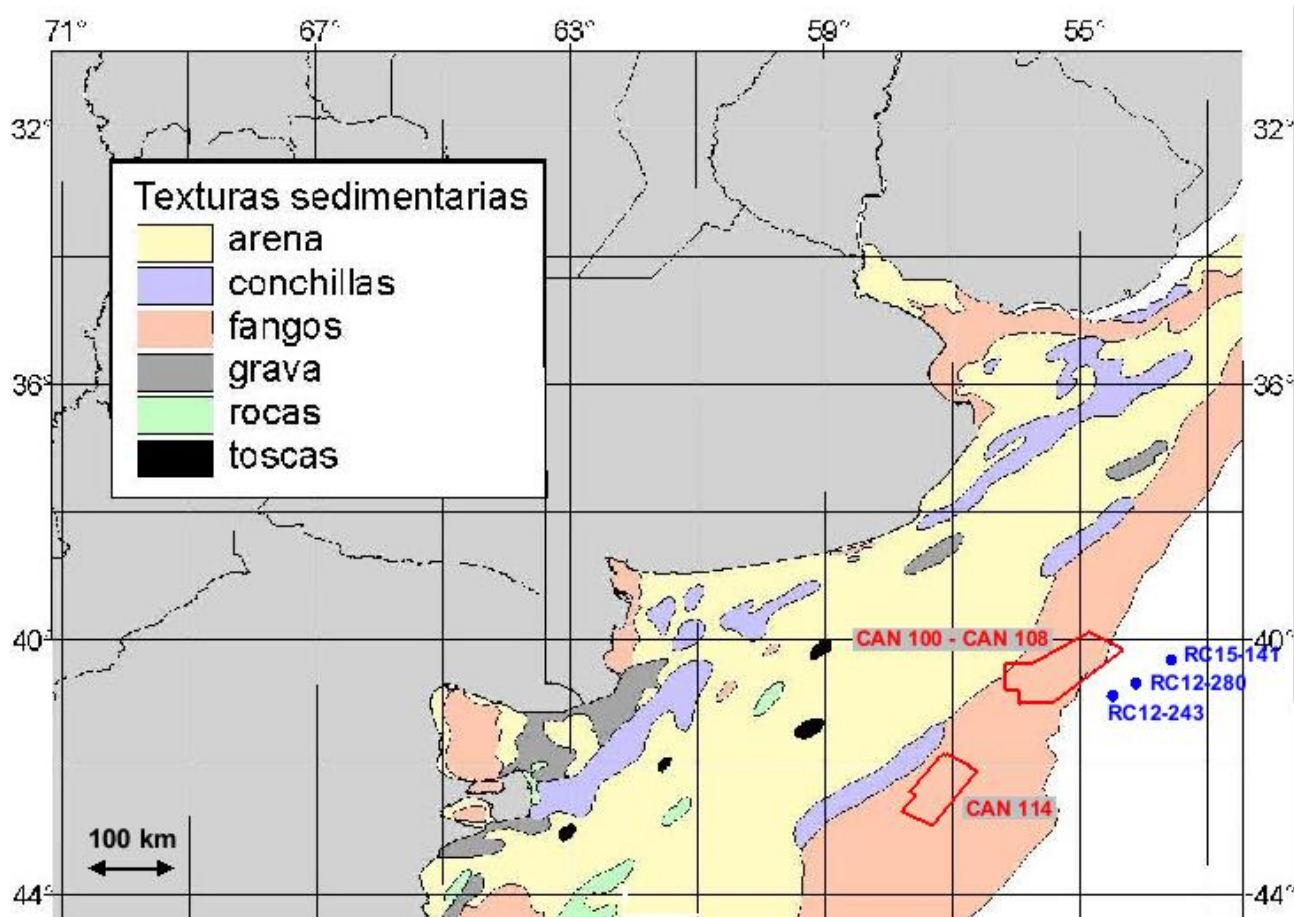 71° 67° 63° 59° 55°
32° 32°
Texturas sedimentarias
arena
conchillas
fangos
grava
rocas
toscas
36° 36°
40° CAN 100 - CAN 108 40°
RC15-141
RC12-280
RC12-243
CAN 114
100 km
44° 44°